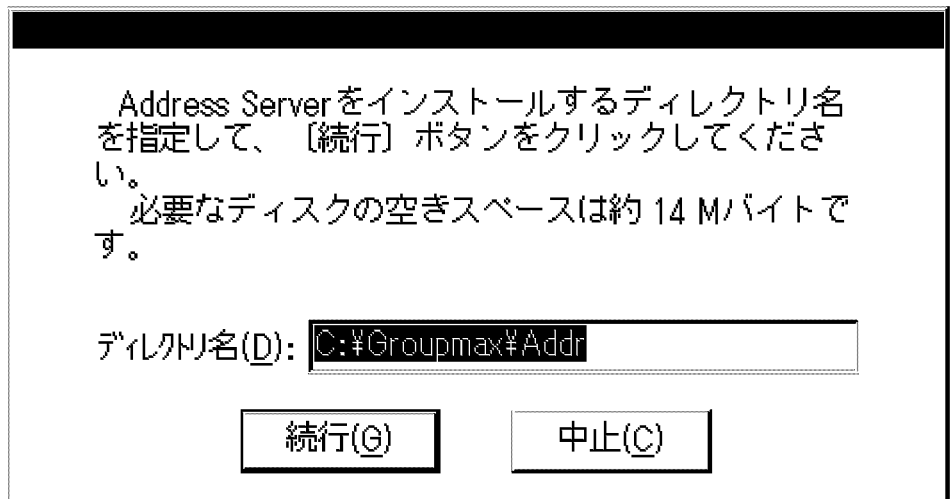 Address Serverをインストールするディレクトリ名
を指定して、〔続行〕ボタンをクリックしてくださ
い。
必要なディスクの空きスペースは約 14 Mバイトで
す。
ディレクトリ名(D): C:¥Groupmax¥Addr
続行(G) 中止(C)